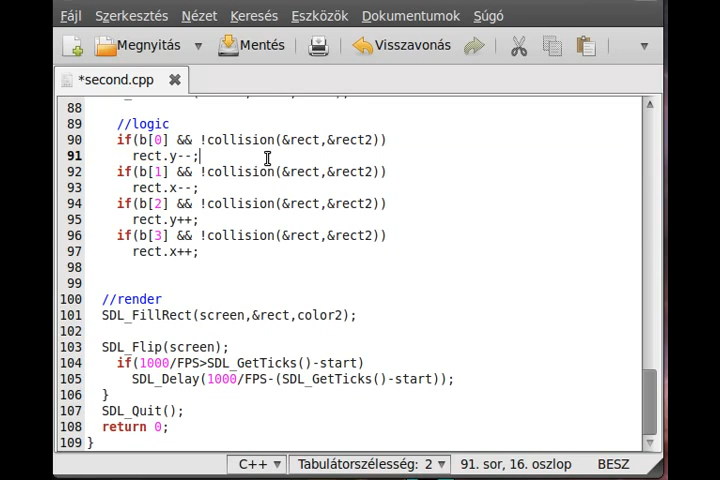 Fájl Szerkesztés Nézet Keresés Eszközök Dokumentumok Súgó
Megnyitás Mentés Visszavonás
*second.cpp
88
89 //logic
90 if(b[0] && !collision(&rect,&rect2))
91 rect.y--;
92 if(b[1] && !collision(&rect,&rect2))
93 rect.x--;
94 if(b[2] && !collision(&rect,&rect2))
95 rect.y++;
96 if(b[3] && !collision(&rect,&rect2))
97 rect.x++;
98
99
100 //render
101 SDL_FillRect(screen,&rect,color2);
102
103 SDL_Flip(screen);
104 if(1000/FPS>SDL_GetTicks()-start)
105 SDL_Delay(1000/FPS-(SDL_GetTicks()-start));
106 }
107 SDL_Quit();
108 return 0;
109 }
C++ Tabulátorszélesség: 2 91. sor, 16. oszlop BESZ